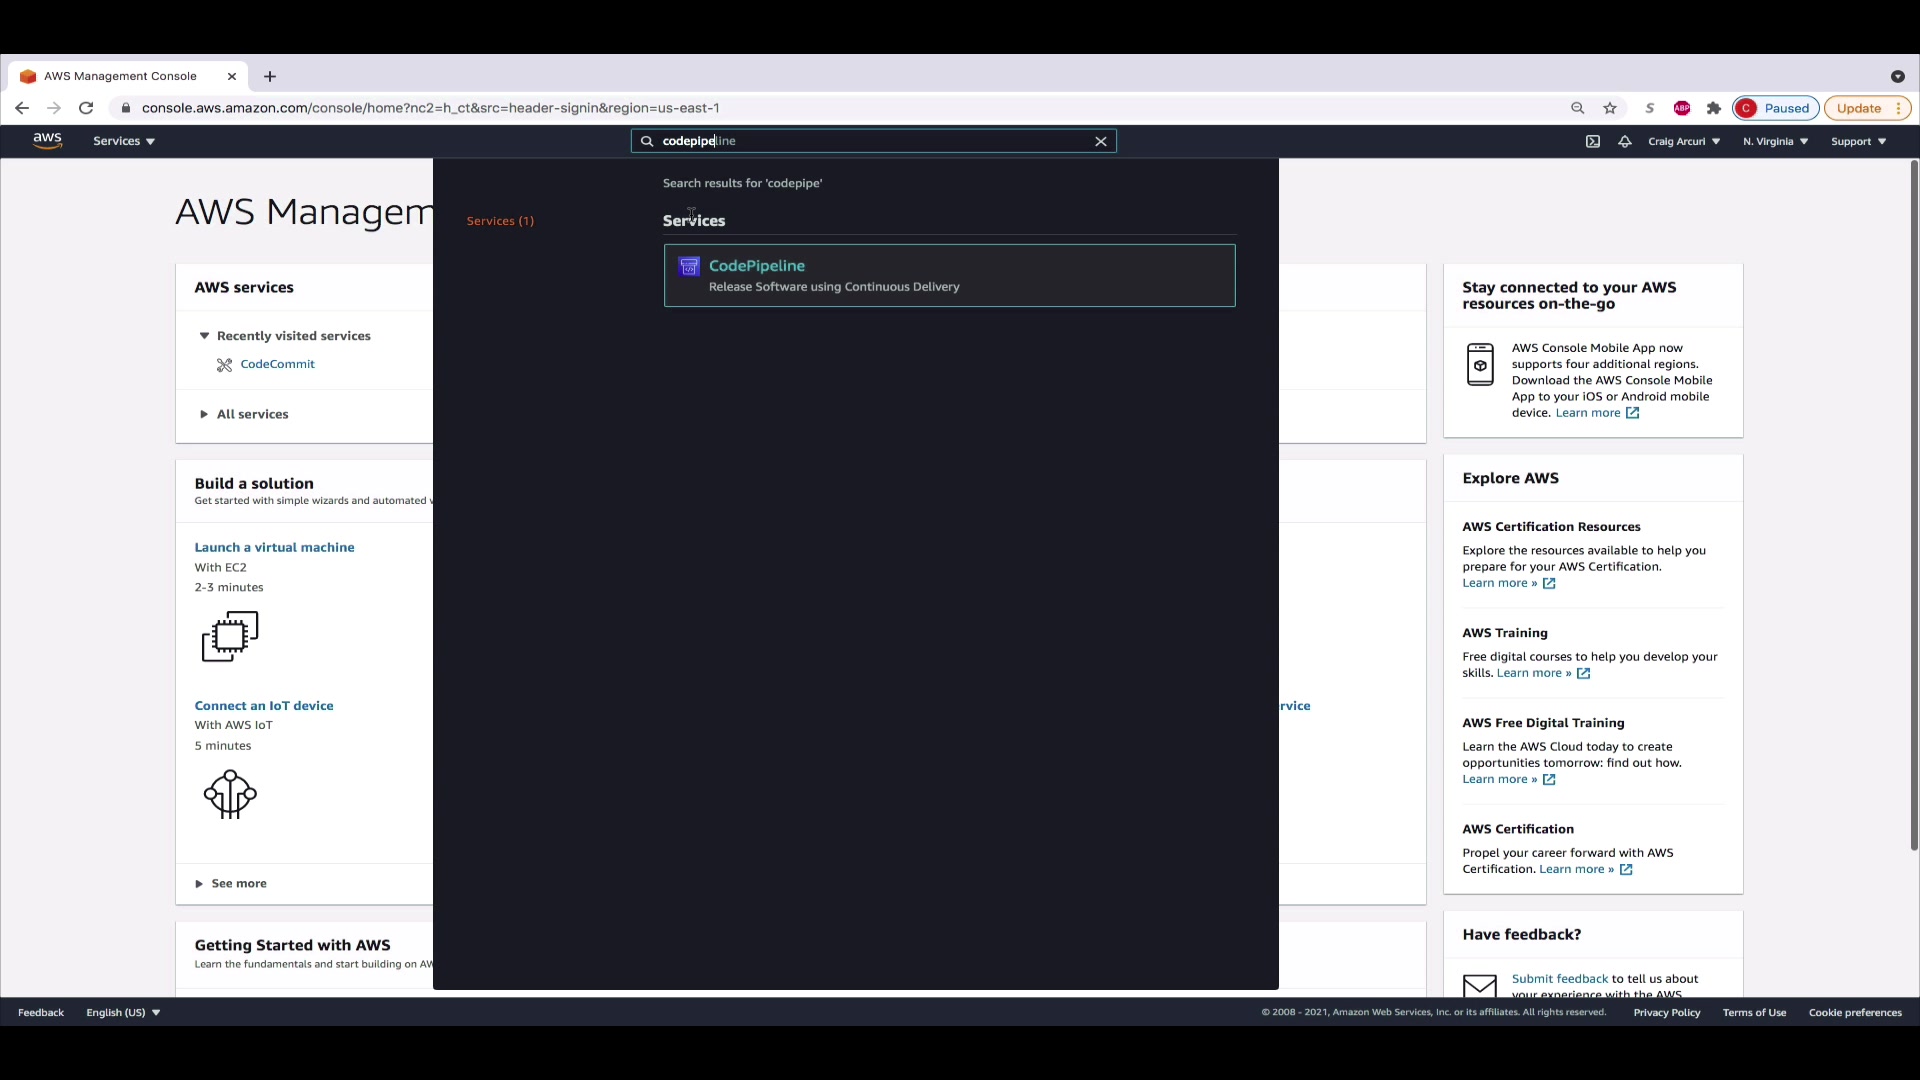 AWS Management Console
console.aws.amazon.com/console/home?nc2=h_ct&src=header-signin&region=us-east-1
S
ABP
C Paused
Update
aws
Services
codepipeline
Craig Arcuri
N. Virginia
Support
Search results for 'codepipe'
AWS Managem
Services (1)
Services
CodePipeline
Release Software using Continuous Delivery
AWS services
Recently visited services
CodeCommit
All services
Build a solution
Get started with simple wizards and automated w
Launch a virtual machine
With EC2
2-3 minutes
Connect an IoT device
With AWS IoT
5 minutes
rvice
See more
Getting Started with AWS
Learn the fundamentals and start building on AW
Stay connected to your AWS
resources on-the-go
AWS Console Mobile App now
supports four additional regions.
Download the AWS Console Mobile
App to your iOS or Android mobile
device. Learn more
Explore AWS
AWS Certification Resources
Explore the resources available to help you
prepare for your AWS Certification.
Learn more »
AWS Training
Free digital courses to help you develop your
skills. Learn more »
AWS Free Digital Training
Learn the AWS Cloud today to create
opportunities tomorrow: find out how.
Learn more »
AWS Certification
Propel your career forward with AWS
Certification. Learn more »
Have feedback?
Submit feedback to tell us about
your experience with the AWS
Feedback
English (US)
© 2008 - 2021, Amazon Web Services, Inc. or its affiliates. All rights reserved.
Privacy Policy
Terms of Use
Cookie preferences